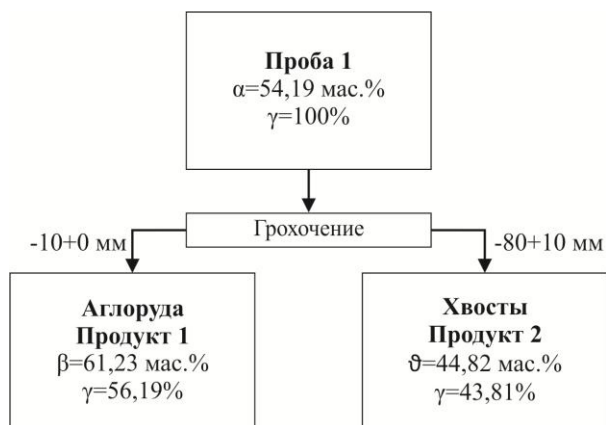 Проба 1
α=54,19 мас.%
γ=100%
Грохочение
-10+0 мм
-80+10 мм
Аглоруда
Продукт 1
β=61,23 мас.%
γ=56,19%
Хвосты
Продукт 2
ϑ=44,82 мас.%
γ=43,81%